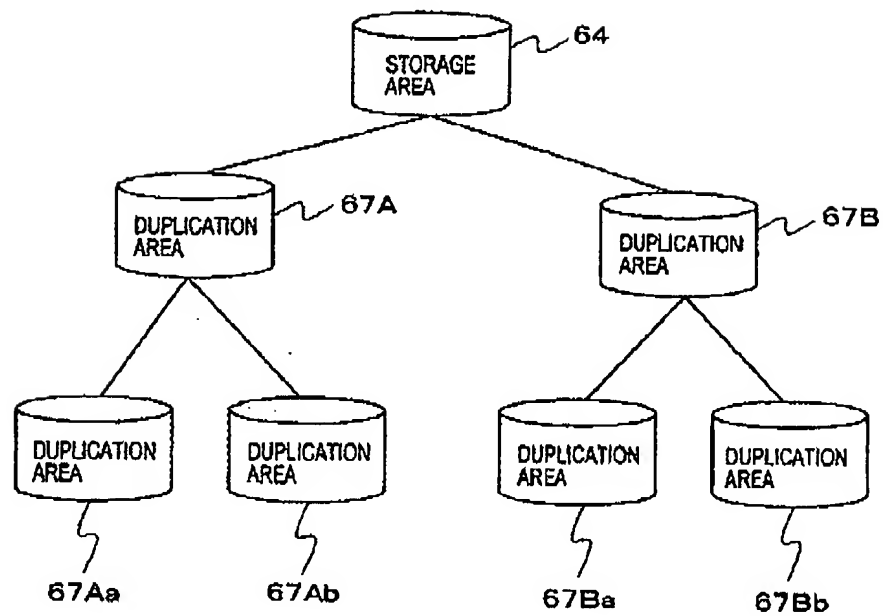 64
STORAGE
AREA
67A
DUPLICATION
AREA
67B
DUPLICATION
AREA
DUPLICATION
AREA
DUPLICATION
AREA
DUPLICATION
AREA
DUPLICATION
AREA
67Aa
67Ab
67Ba
67Bb